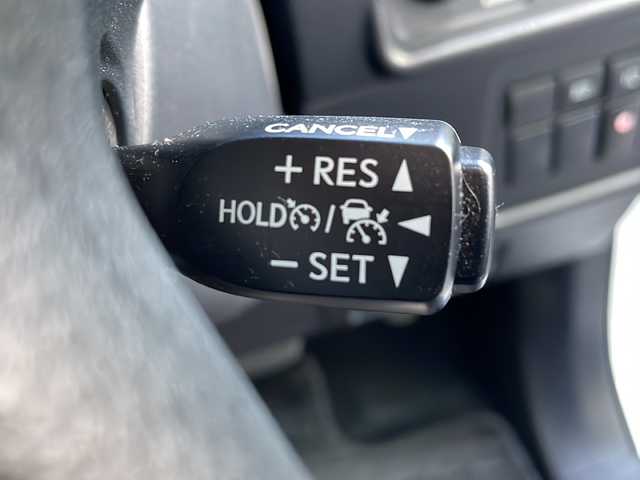 CANCEL▼
+ RES ▲
HOLD / ◀
− SET ▼